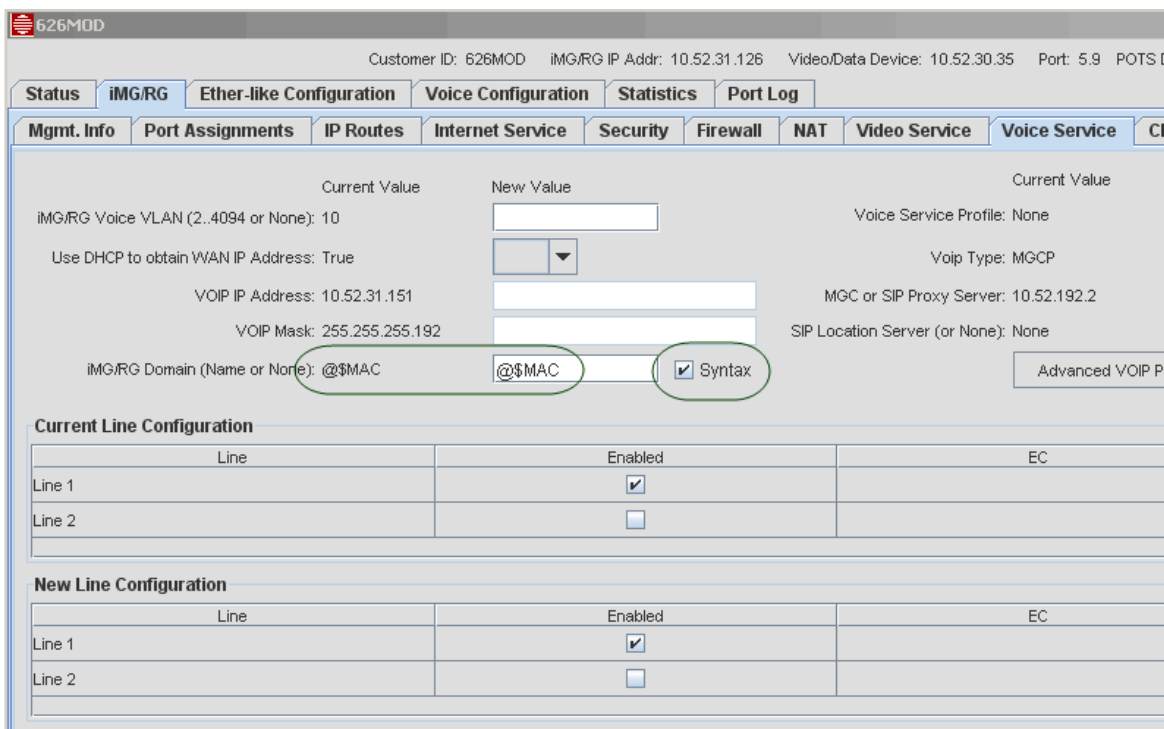 626MOD
Customer ID: 626MOD iMG/RG IP Addr: 10.52.31.126 Video/Data Device: 10.52.30.35 Port: 5.9 POTS
Status iMG/RG Ether-like Configuration Voice Configuration Statistics Port Log
Mgmt. Info Port Assignments IP Routes Internet Service Security Firewall NAT Video Service Voice Service
Current Value New Value Current Value
iMG/RG Voice VLAN (2..4094 or None): 10 Voice Service Profile: None
Use DHCP to obtain WAN IP Address: True Voip Type: MGCP
VOIP IP Address: 10.52.31.151 MGC or SIP Proxy Server: 10.52.192.2
VOIP Mask: 255.255.255.192 SIP Location Server (or None): None
iMG/RG Domain (Name or None): @$MAC @$MAC Syntax Advanced VOIP P
Current Line Configuration
Line Enabled EC
Line 1
Line 2
New Line Configuration
Line Enabled EC
Line 1
Line 2